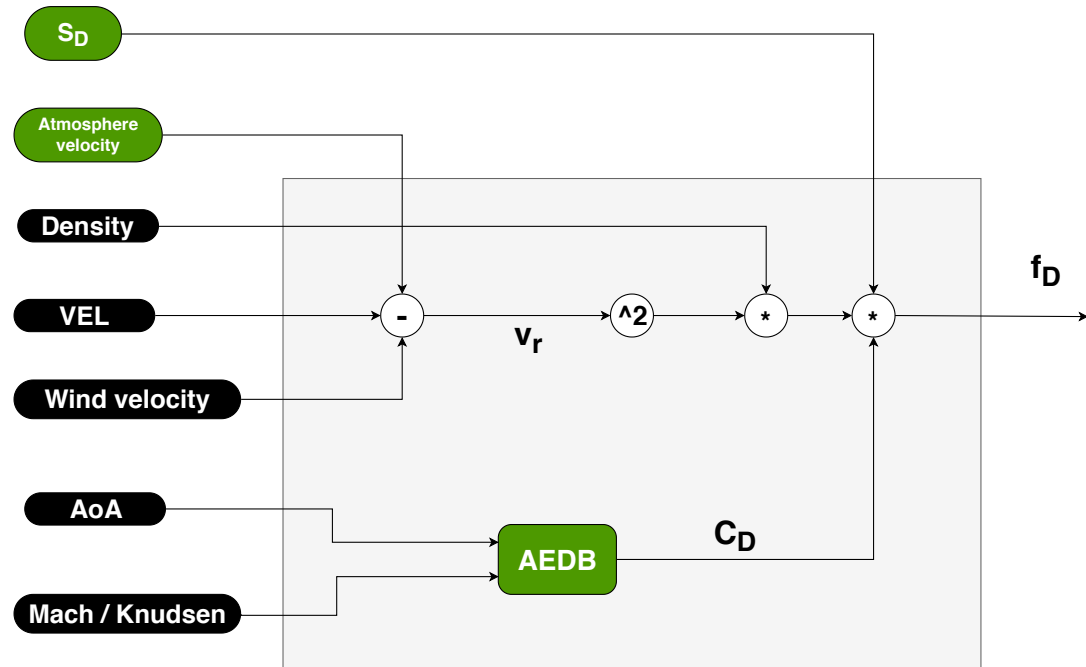 S_D
Atmosphere
velocity
Density
f_D
VEL
-
^2
*
*
v_r
Wind velocity
AoA
C_D
AEDB
Mach / Knudsen